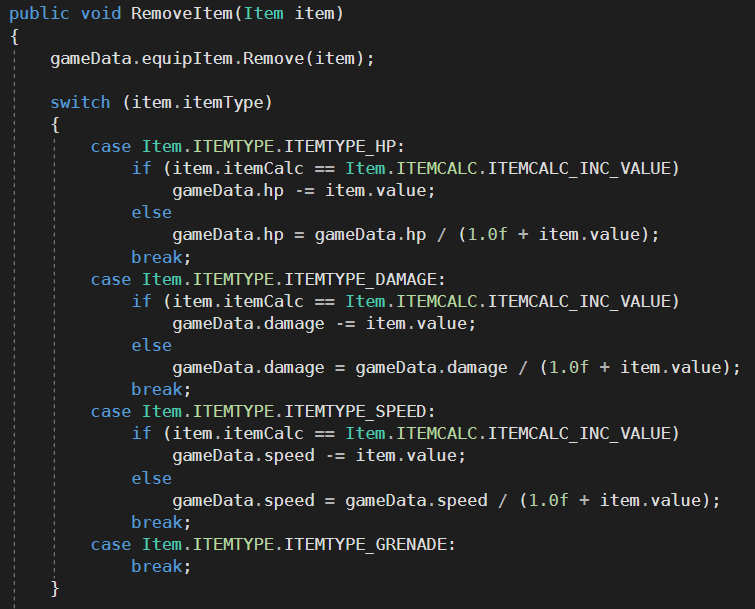 public void RemoveItem(Item item)
{
gameData.equipItem.Remove(item);
switch (item.itemType)
{
case Item.ITEMTYPE.ITEMTYPE_HP:
if (item.itemCalc == Item.ITEMCALC.ITEMCALC_INC_VALUE)
gameData.hp -= item.value;
else
gameData.hp = gameData.hp / (1.0f + item.value);
break;
case Item.ITEMTYPE.ITEMTYPE_DAMAGE:
if (item.itemCalc == Item.ITEMCALC.ITEMCALC_INC_VALUE)
gameData.damage -= item.value;
else
gameData.damage = gameData.damage / (1.0f + item.value);
break;
case Item.ITEMTYPE.ITEMTYPE_SPEED:
if (item.itemCalc == Item.ITEMCALC.ITEMCALC_INC_VALUE)
gameData.speed -= item.value;
else
gameData.speed = gameData.speed / (1.0f + item.value);
break;
case Item.ITEMTYPE.ITEMTYPE_GRENADE:
break;
}